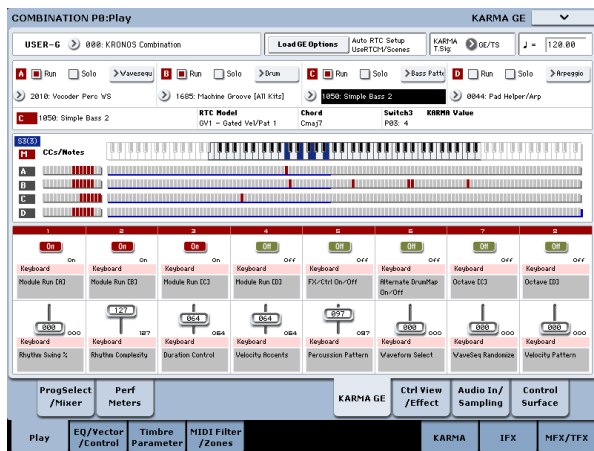 COMBINATION P0:Play KARMA GE
USER-G 000: KRONOS Combination Load GE Options Auto RTC Setup UseRTCM/Scenes KARMA T.Sig: GE/TS ♩= 120.00
A Run Solo >Wavesequ B Run Solo >Drum C Run Solo >Bass Patte D Run Solo >Arpeggio
2010: Vocoder Perc WS 1685: Machine Groove [All Kits] 1050: Simple Bass 2 0044: Pad Helper/Arp
RTC Model Chord Switch3 KARMA Value
C 1050: Simple Bass 2 GV1 - Gated Vel/Pat 1 Cmaj7 P03: 4
S3(3)
M CCs/Notes
A
B
C
D
1 2 3 4 5 6 7 8
On On On Off Off Off Off Off
On On On Off Off Off Off Off
Keyboard Keyboard Keyboard Keyboard Keyboard Keyboard Keyboard Keyboard
Module Run [A] Module Run [B] Module Run [C] Module Run [D] FX/Ctrl On/Off Alternate DrumMap On/Off Octave [C] Octave [D]
000 127 064 064 097 000 000 000
000 127 064 064 097 000 000 000
Keyboard Keyboard Keyboard Keyboard Keyboard Keyboard Keyboard Keyboard
Rhythm Swing % Rhythm Complexity Duration Control Velocity Accents Percussion Pattern Waveform Select WaveSeq Randomize Velocity Pattern
ProgSelect /Mixer Perf Meters KARMA GE Ctrl View /Effect Audio In/ Sampling Control Surface
Play EQ/Vector /Control Timbre Parameter MIDI Filter /Zones KARMA IFX MFX/TFX